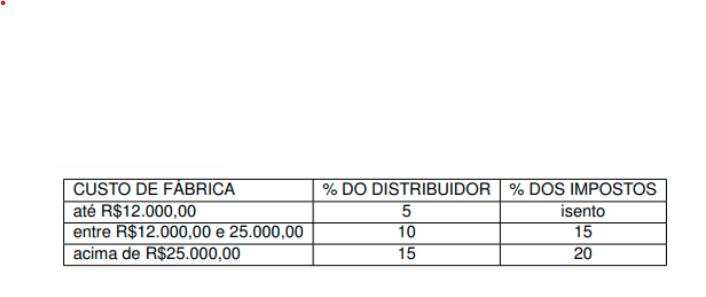 CUSTO DE FÁBRICA % DO DISTRIBUIDOR % DOS IMPOSTOS
até R$12.000,00 5 isento
entre R$12.000,00 e 25.000,00 10 15
acima de R$25.000,00 15 20